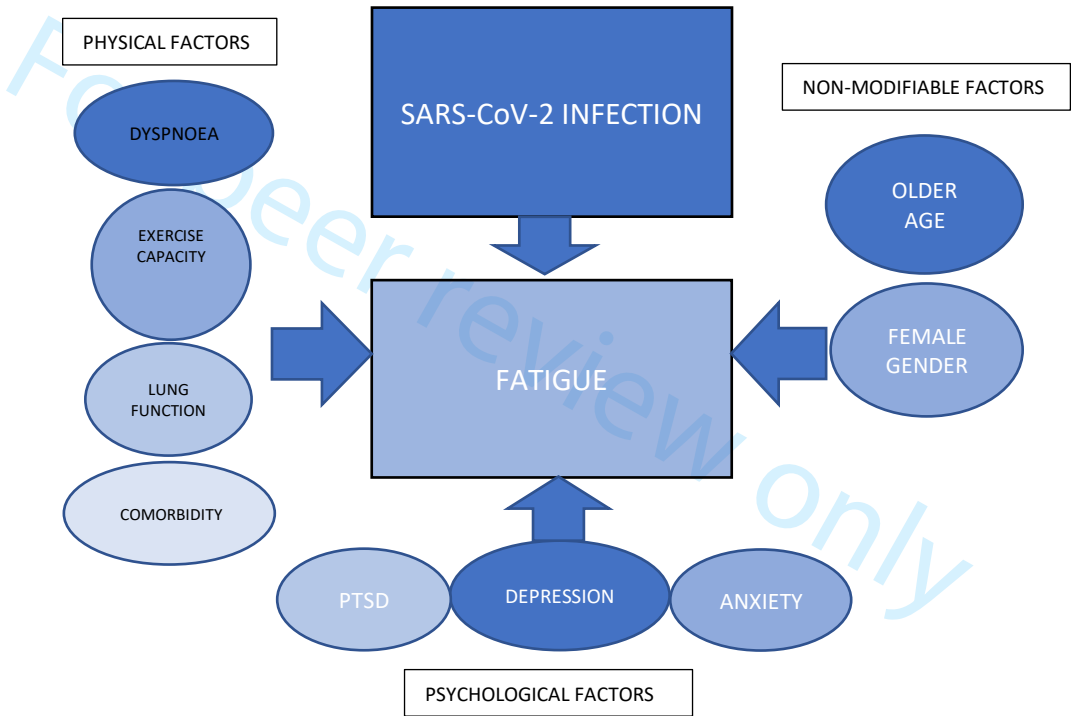 PHYSICAL FACTORS
DYSPNOEA
EXERCISE
CAPACITY
LUNG
FUNCTION
COMORBIDITY
SARS-CoV-2 INFECTION
FATIGUE
NON-MODIFIABLE FACTORS
OLDER
AGE
FEMALE
GENDER
PTSD
DEPRESSION
ANXIETY
PSYCHOLOGICAL FACTORS
For peer review only